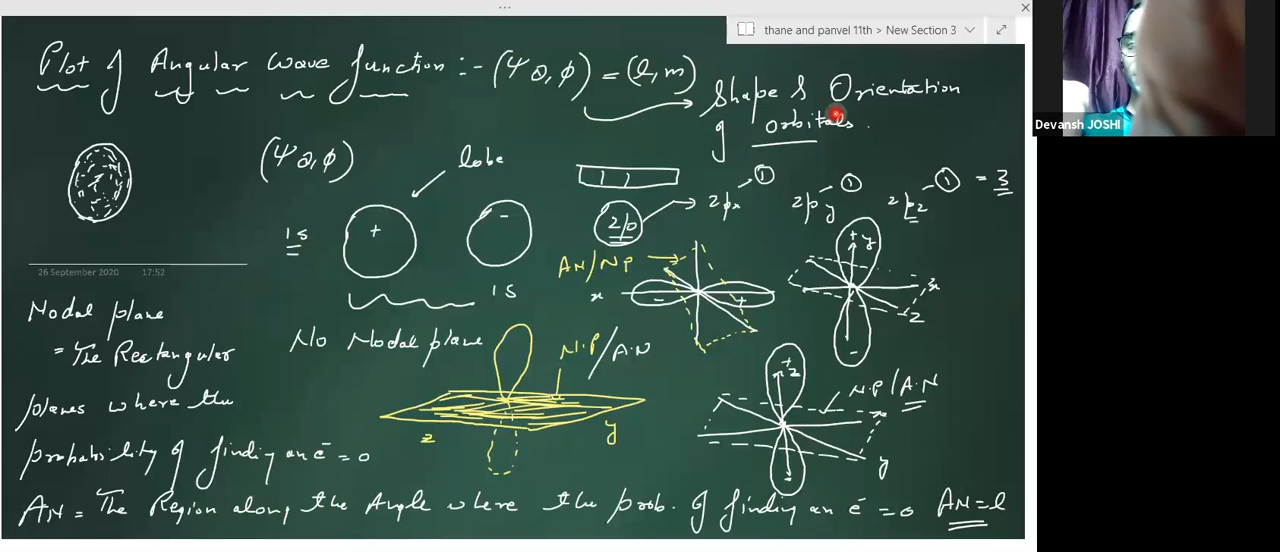 thane and panvel 11th > New Section 3
Plot of Angular Wave function :- (Ψ θ, φ) = (l, m)
Shape & Orientation
of orbitals.
Devansh JOSHI
(Ψ θ, φ)
lobe
1s
+
-
1s
2p
2px 1
2py 1
2pz 1 = 3
26 September 2020 17:52
AN/NP
x
-
+
+ y
x
z
-
Nodal plane
= The Rectangular
planes where the
probability of finding an e- = 0
No Nodal plane
N.P/A.N
z
y
+z
N.P/A.N
x
y
-
AN = The Region along the Angle where the prob. of finding an e- = 0 AN = l